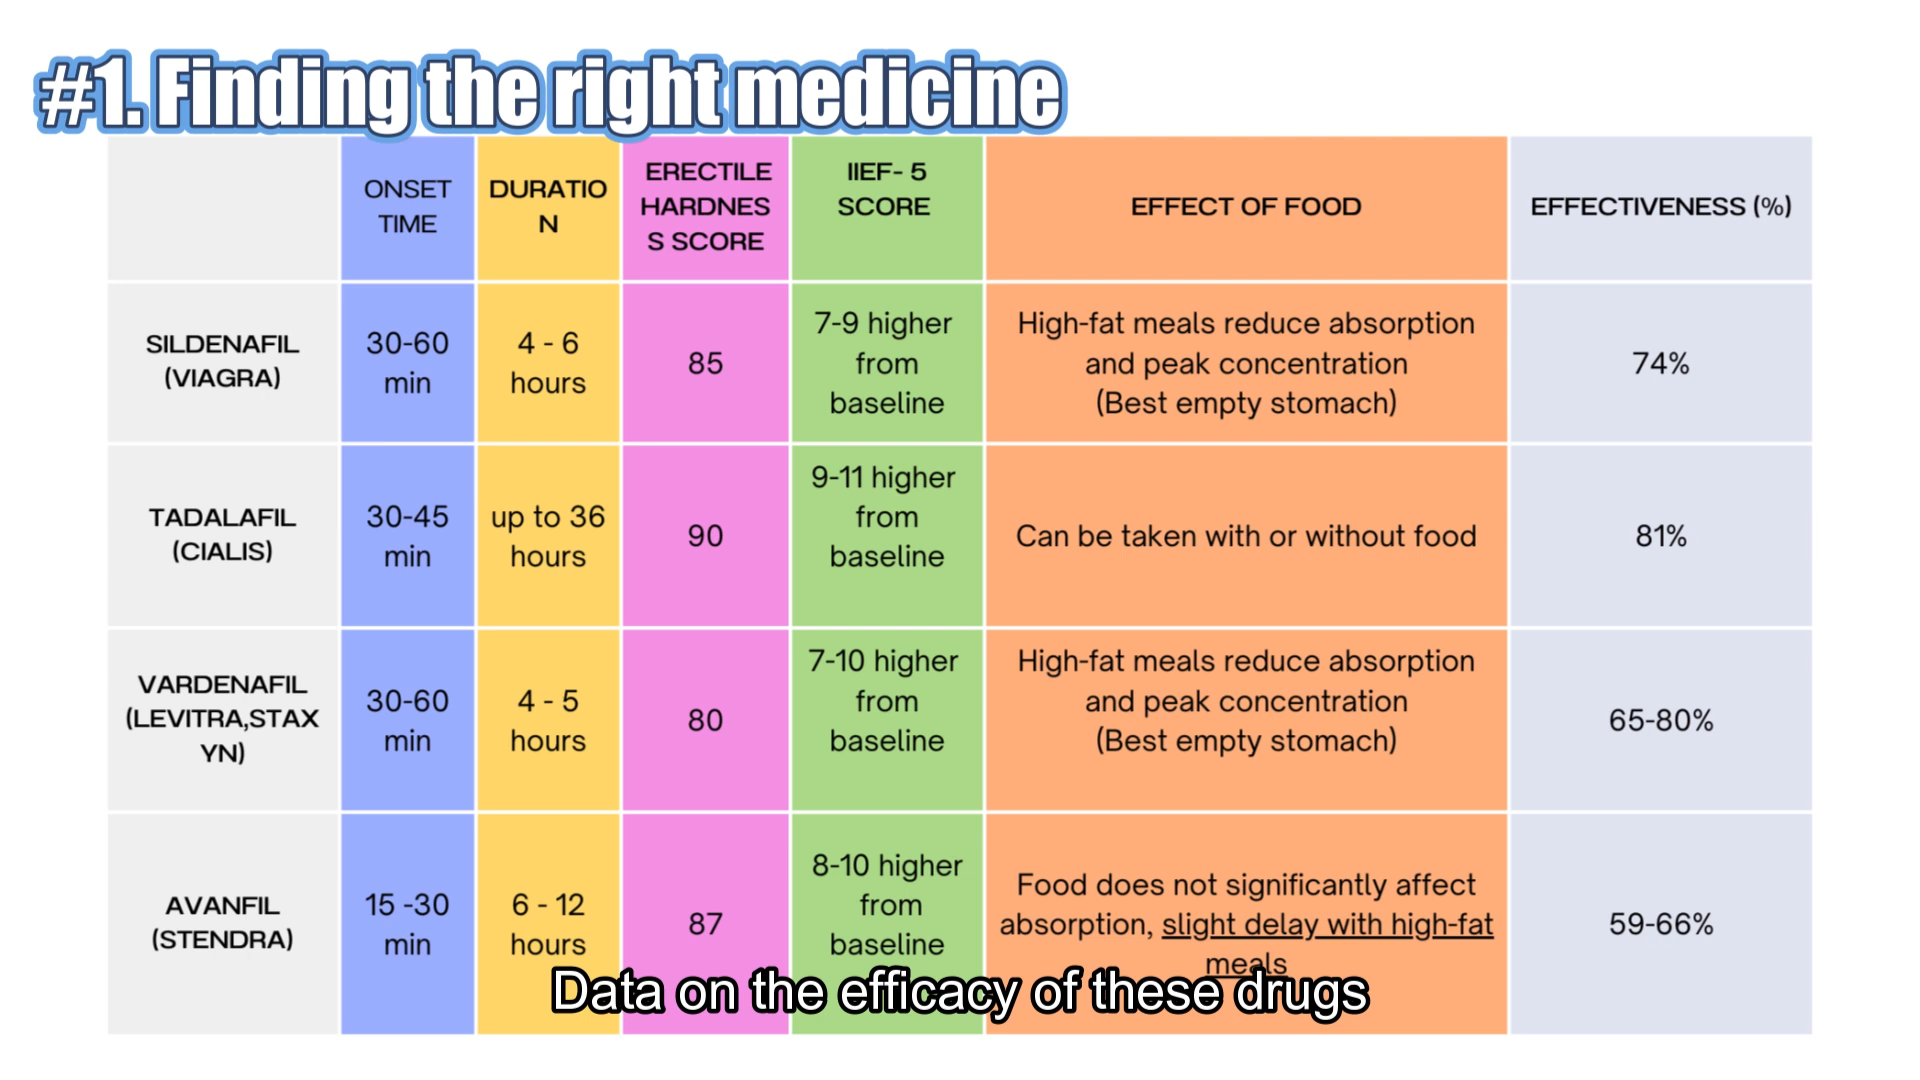 #1. Finding the right medicine
ONSET
TIME
DURATIO
N
ERECTILE
HARDNES
S SCORE
IIEF- 5
SCORE
EFFECT OF FOOD
EFFECTIVENESS (%)
SILDENAFIL
(VIAGRA)
30-60
min
4 - 6
hours
85
7-9 higher
from
baseline
High-fat meals reduce absorption
and peak concentration
(Best empty stomach)
74%
TADALAFIL
(CIALIS)
30-45
min
up to 36
hours
90
9-11 higher
from
baseline
Can be taken with or without food
81%
VARDENAFIL
(LEVITRA,STAX
YN)
30-60
min
4 - 5
hours
80
7-10 higher
from
baseline
High-fat meals reduce absorption
and peak concentration
(Best empty stomach)
65-80%
AVANFIL
(STENDRA)
15 -30
min
6 - 12
hours
87
8-10 higher
from
baseline
Food does not significantly affect
absorption, slight delay with high-fat
meals
59-66%
Data on the efficacy of these drugs